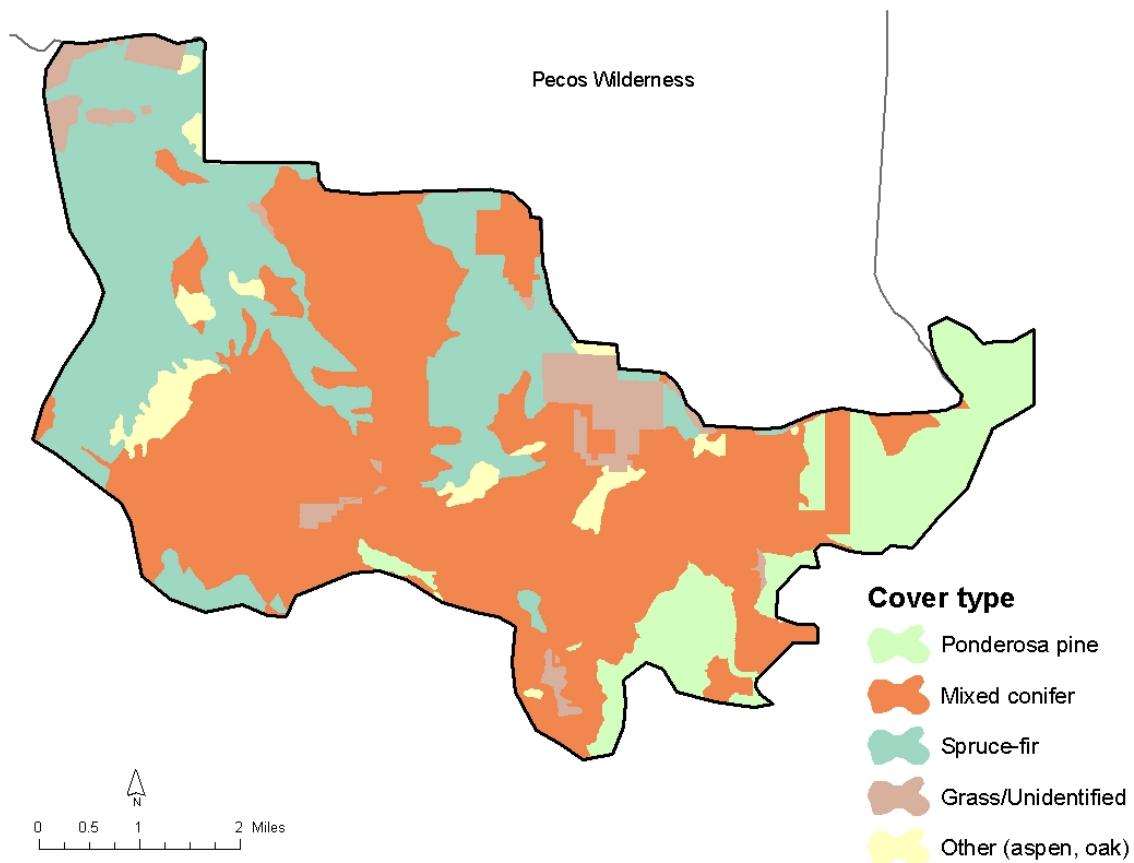 Pecos Wilderness
Cover type
Ponderosa pine
Mixed conifer
Spruce-fir
Grass/Unidentified
Other (aspen, oak)
N
0 0.5 1 2 Miles